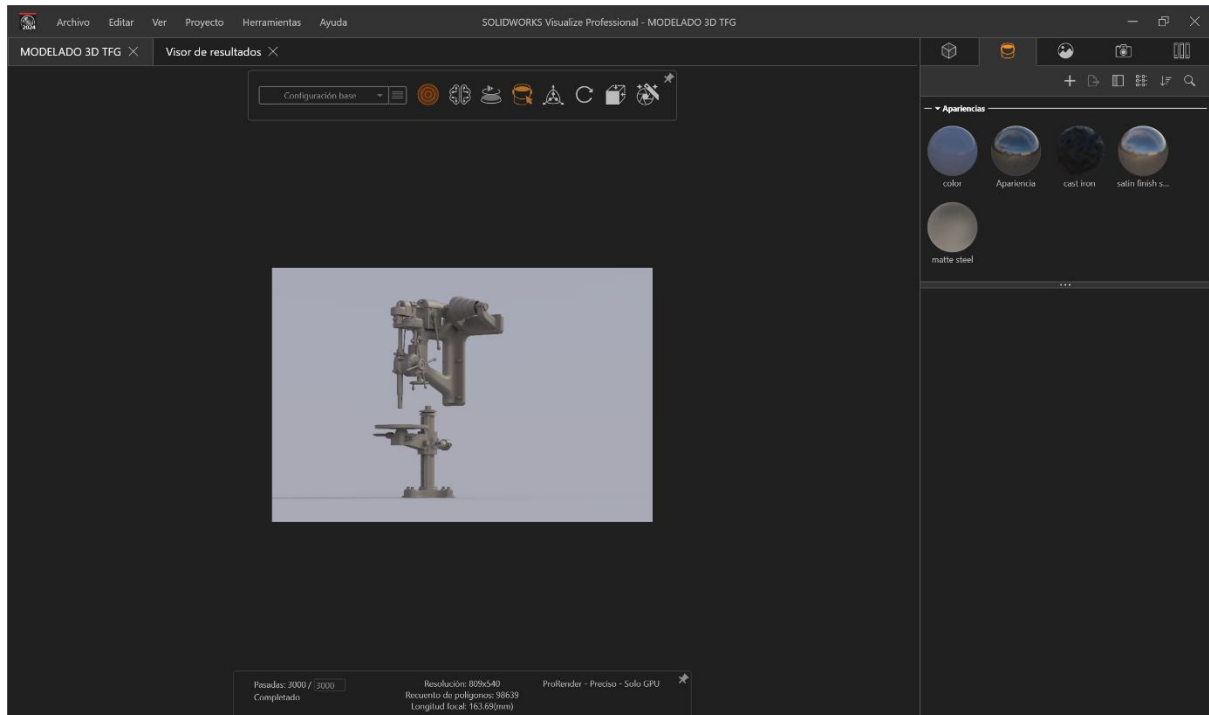 2024 Archivo Editar Ver Proyecto Herramientas Ayuda SOLIDWORKS Visualize Professional - MODELADO 3D TFG
MODELADO 3D TFG Visor de resultados
Configuración base
Apariencias
color Apariencia cast iron satin finish s...
matte steel
Pasadas: 3000 / 3000 Resolución: 809x540 ProRender - Preciso - Solo GPU
Completado Recuento de polígonos: 98639
Longitud focal: 163.69(mm)